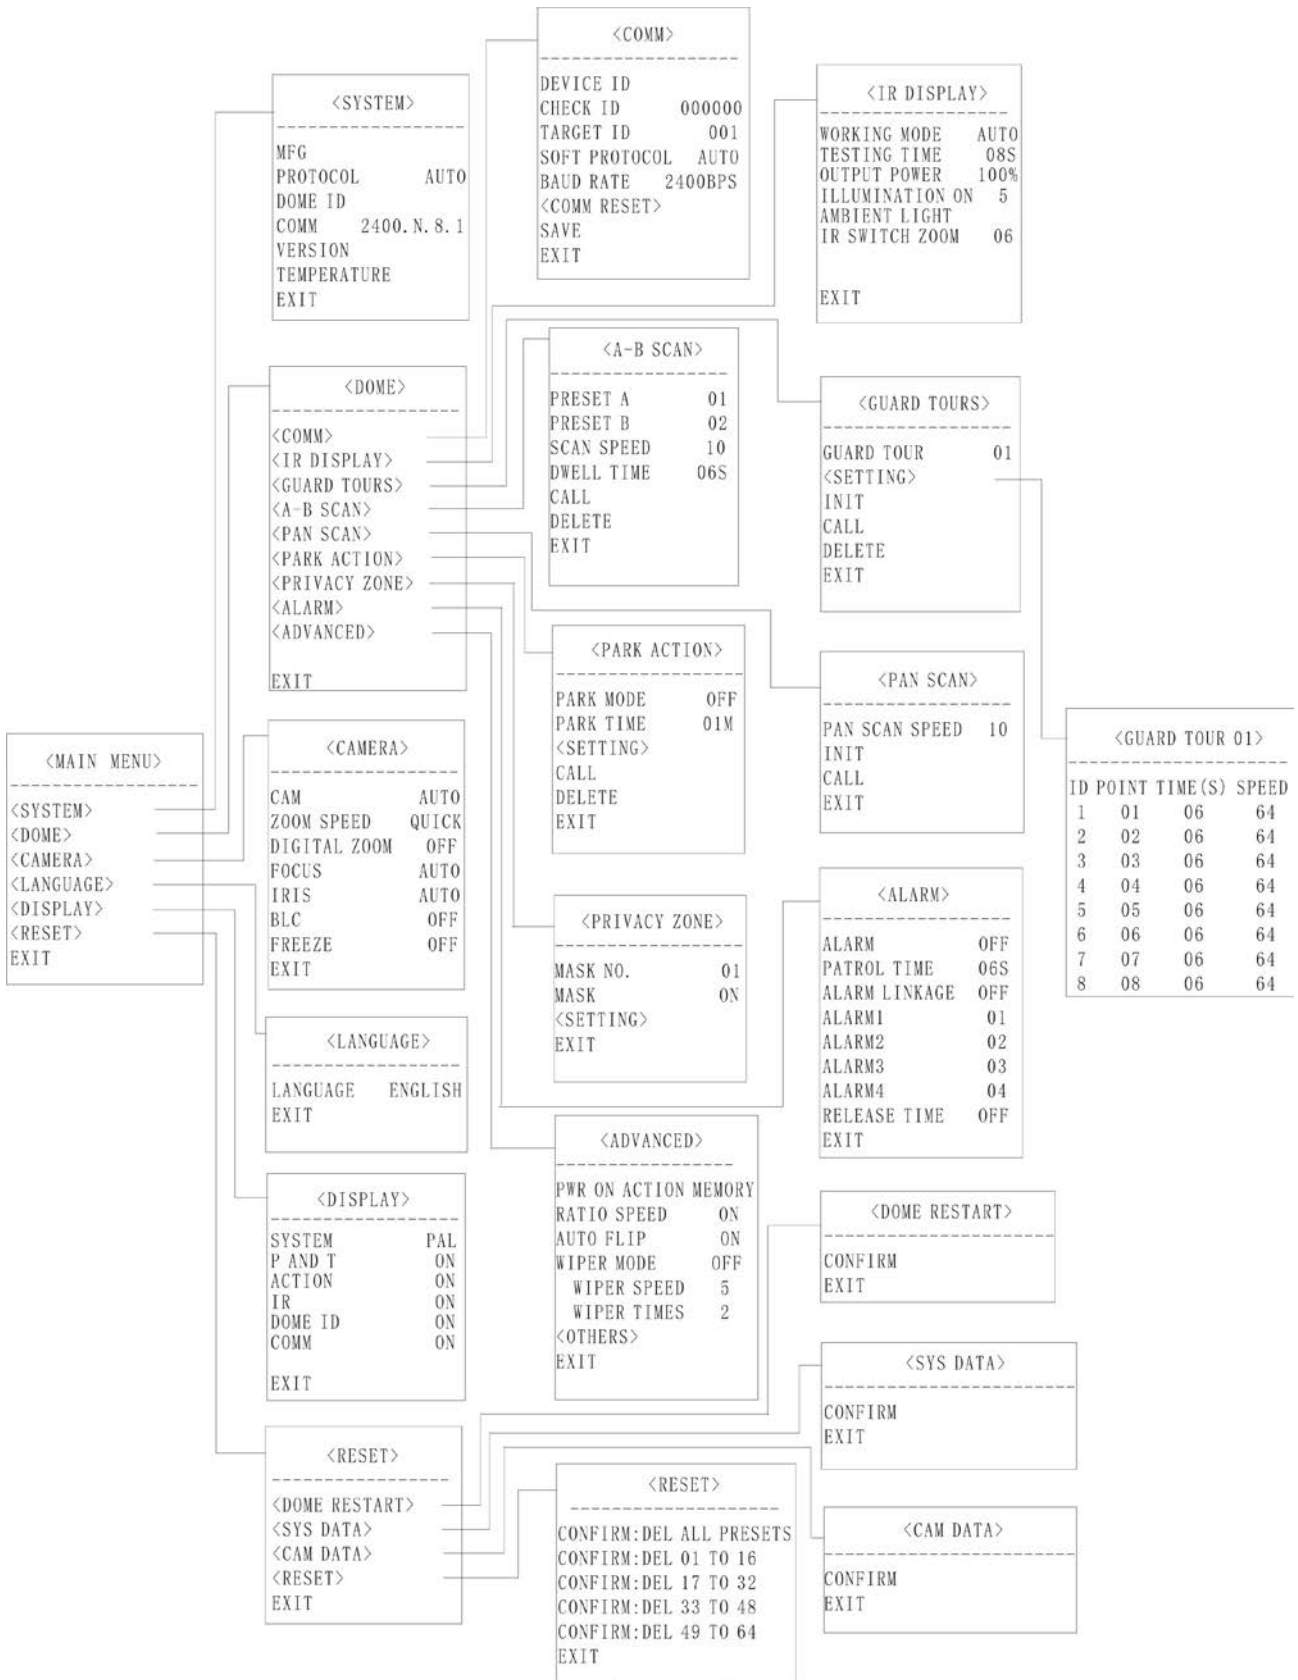 <MAIN MENU>
<SYSTEM>
<DOME>
<CAMERA>
<LANGUAGE>
<DISPLAY>
<RESET>
EXIT
<SYSTEM>
MFG
PROTOCOL AUTO
DOME ID
COMM 2400.N.8.1
VERSION
TEMPERATURE
EXIT
<DOME>
<COMM>
<IR DISPLAY>
<GUARD TOURS>
<A-B SCAN>
<PAN SCAN>
<PARK ACTION>
<PRIVACY ZONE>
<ALARM>
<ADVANCED>
EXIT
<CAMERA>
CAM AUTO
ZOOM SPEED QUICK
DIGITAL ZOOM OFF
FOCUS AUTO
IRIS AUTO
BLC OFF
FREEZE OFF
EXIT
<LANGUAGE>
LANGUAGE ENGLISH
EXIT
<DISPLAY>
SYSTEM PAL
P AND T ON
ACTION ON
IR ON
DOME ID ON
COMM ON
EXIT
<RESET>
<DOME RESTART>
<SYS DATA>
<CAM DATA>
<RESET>
EXIT
<COMM>
DEVICE ID
CHECK ID 000000
TARGET ID 001
SOFT PROTOCOL AUTO
BAUD RATE 2400BPS
<COMM RESET>
SAVE
EXIT
<A-B SCAN>
PRESET A 01
PRESET B 02
SCAN SPEED 10
DWELL TIME 06S
CALL
DELETE
EXIT
<PARK ACTION>
PARK MODE OFF
PARK TIME 01M
<SETTING>
CALL
DELETE
EXIT
<PRIVACY ZONE>
MASK NO. 01
MASK ON
<SETTING>
EXIT
<ADVANCED>
PWR ON ACTION MEMORY
RATIO SPEED ON
AUTO FLIP ON
WIPER MODE OFF
WIPER SPEED 5
WIPER TIMES 2
<OTHERS>
EXIT
<RESET>
CONFIRM:DEL ALL PRESETS
CONFIRM:DEL 01 TO 16
CONFIRM:DEL 17 TO 32
CONFIRM:DEL 33 TO 48
CONFIRM:DEL 49 TO 64
EXIT
<IR DISPLAY>
WORKING MODE AUTO
TESTING TIME 08S
OUTPUT POWER 100%
ILLUMINATION ON 5
AMBIENT LIGHT
IR SWITCH ZOOM 06
EXIT
<GUARD TOURS>
GUARD TOUR 01
<SETTING>
INIT
CALL
DELETE
EXIT
<PAN SCAN>
PAN SCAN SPEED 10
INIT
CALL
EXIT
<ALARM>
ALARM OFF
PATROL TIME 06S
ALARM LINKAGE OFF
ALARM1 01
ALARM2 02
ALARM3 03
ALARM4 04
RELEASE TIME OFF
EXIT
<DOME RESTART>
CONFIRM
EXIT
<SYS DATA>
CONFIRM
EXIT
<CAM DATA>
CONFIRM
EXIT
<GUARD TOUR 01>
ID POINT TIME(S) SPEED
1 01 06 64
2 02 06 64
3 03 06 64
4 04 06 64
5 05 06 64
6 06 06 64
7 07 06 64
8 08 06 64